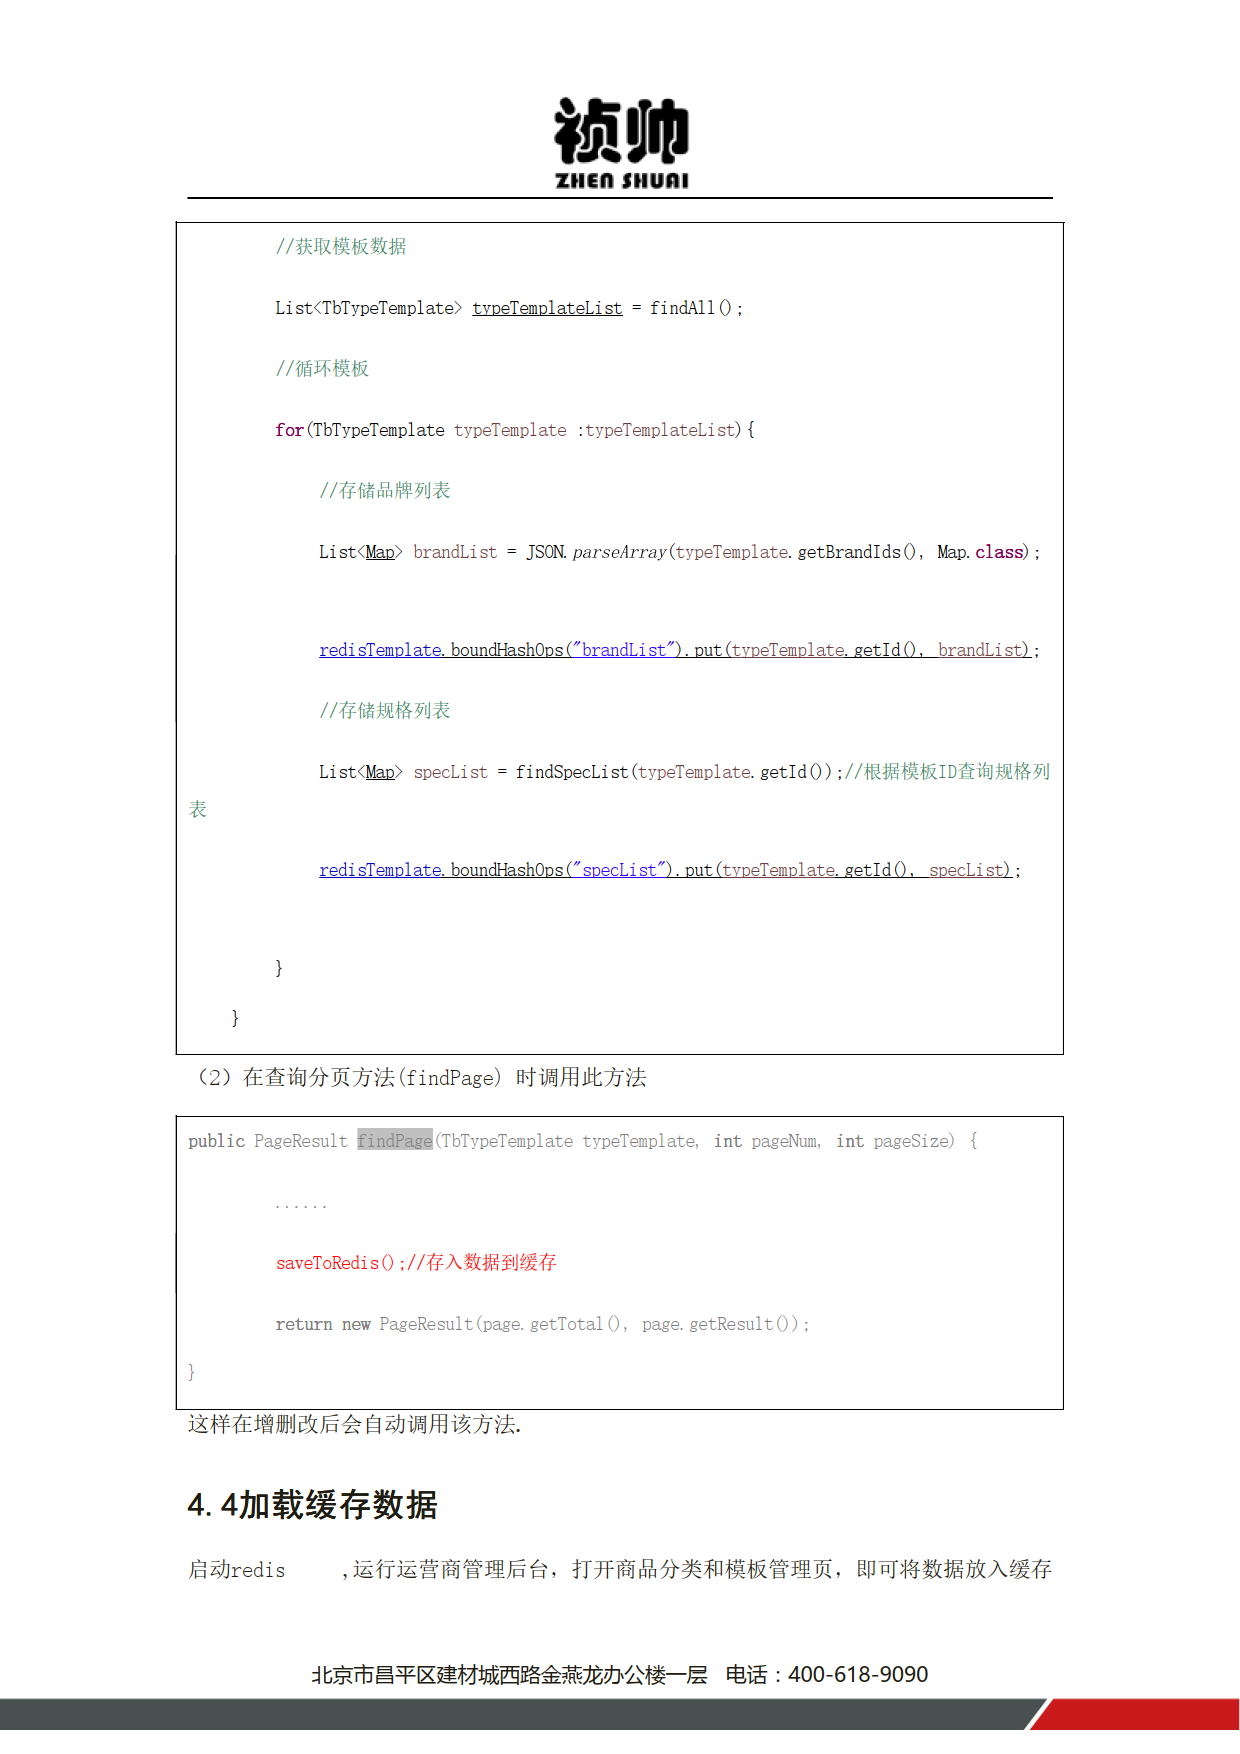 祯帅
ZHEN SHUAI
//获取模板数据
List<TbTypeTemplate> typeTemplateList = findAll();
//循环模板
for(TbTypeTemplate typeTemplate :typeTemplateList){
//存储品牌列表
List<Map> brandList = JSON.parseArray(typeTemplate.getBrandIds(), Map.class);
redisTemplate.boundHashOps("brandList").put(typeTemplate.getId(), brandList);
//存储规格列表
List<Map> specList = findSpecList(typeTemplate.getId());//根据模板ID查询规格列
表
redisTemplate.boundHashOps("specList").put(typeTemplate.getId(), specList);
}
}
（2）在查询分页方法(findPage) 时调用此方法
public PageResult findPage(TbTypeTemplate typeTemplate, int pageNum, int pageSize) {
......
saveToRedis();//存入数据到缓存
return new PageResult(page.getTotal(), page.getResult());
}
这样在增删改后会自动调用该方法.
4.4加载缓存数据
启动redis ,运行运营商管理后台，打开商品分类和模板管理页，即可将数据放入缓存
北京市昌平区建材城西路金燕龙办公楼一层 电话：400-618-9090